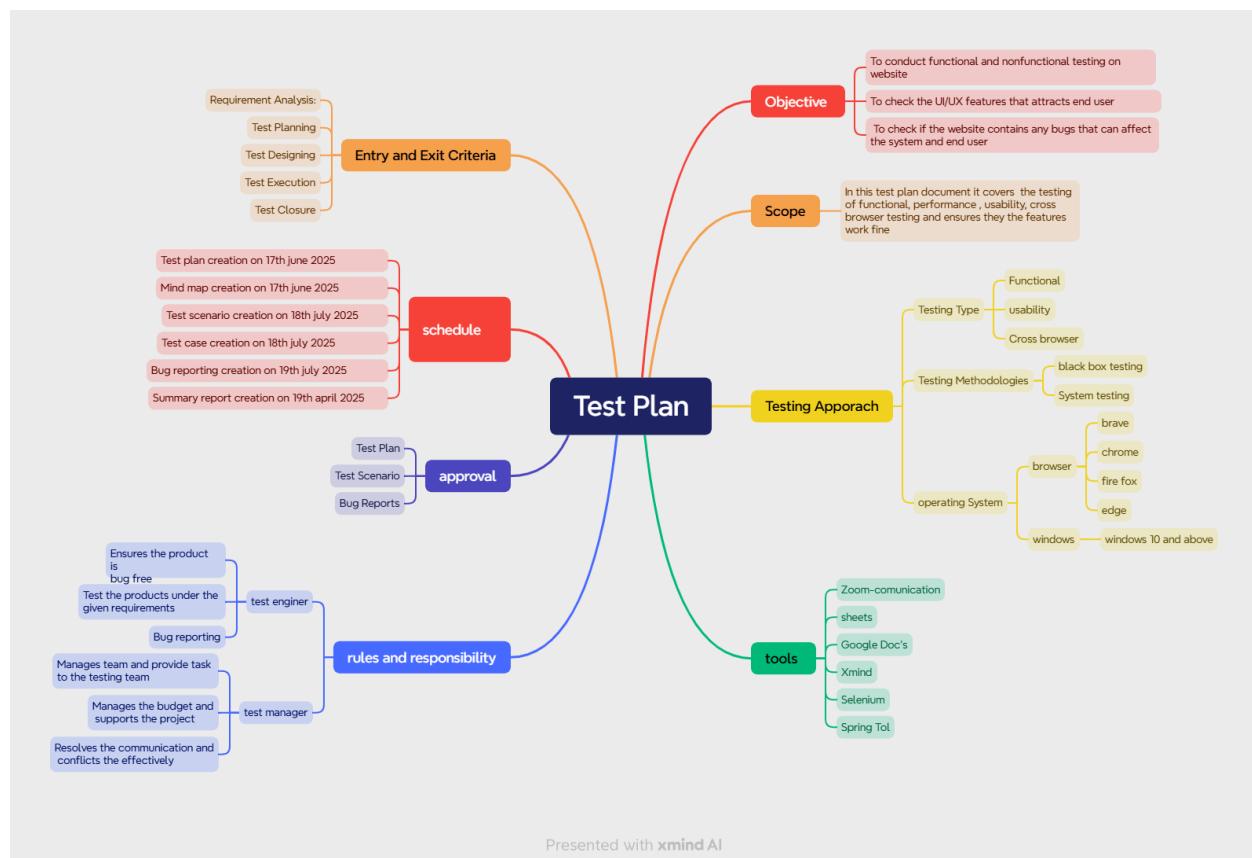 Test Plan
Objective
To conduct functional and nonfunctional testing on
website
To check the UI/UX features that attracts end user
To check if the website contains any bugs that can affect
the system and end user
Scope
In this test plan document it covers the testing
of functional, performance , usability, cross
browser testing and ensures they the features
work fine
Testing Apporach
Testing Type
Functional
usability
Cross browser
Testing Methodologies
black box testing
System testing
operating System
browser
brave
chrome
fire fox
edge
windows
windows 10 and above
tools
Zoom-comunication
sheets
Google Doc's
Xmind
Selenium
Spring Tol
Entry and Exit Criteria
Requirement Analysis:
Test Planning
Test Designing
Test Execution
Test Closure
schedule
Test plan creation on 17th june 2025
Mind map creation on 17th june 2025
Test scenario creation on 18th july 2025
Test case creation on 18th july 2025
Bug reporting creation on 19th july 2025
Summary report creation on 19th april 2025
approval
Test Plan
Test Scenario
Bug Reports
rules and responsibility
test enginer
Ensures the product
is
bug free
Test the products under the
given requirements
Bug reporting
test manager
Manages team and provide task
to the testing team
Manages the budget and
supports the project
Resolves the communication and
conflicts the effectively
Presented with xmind AI